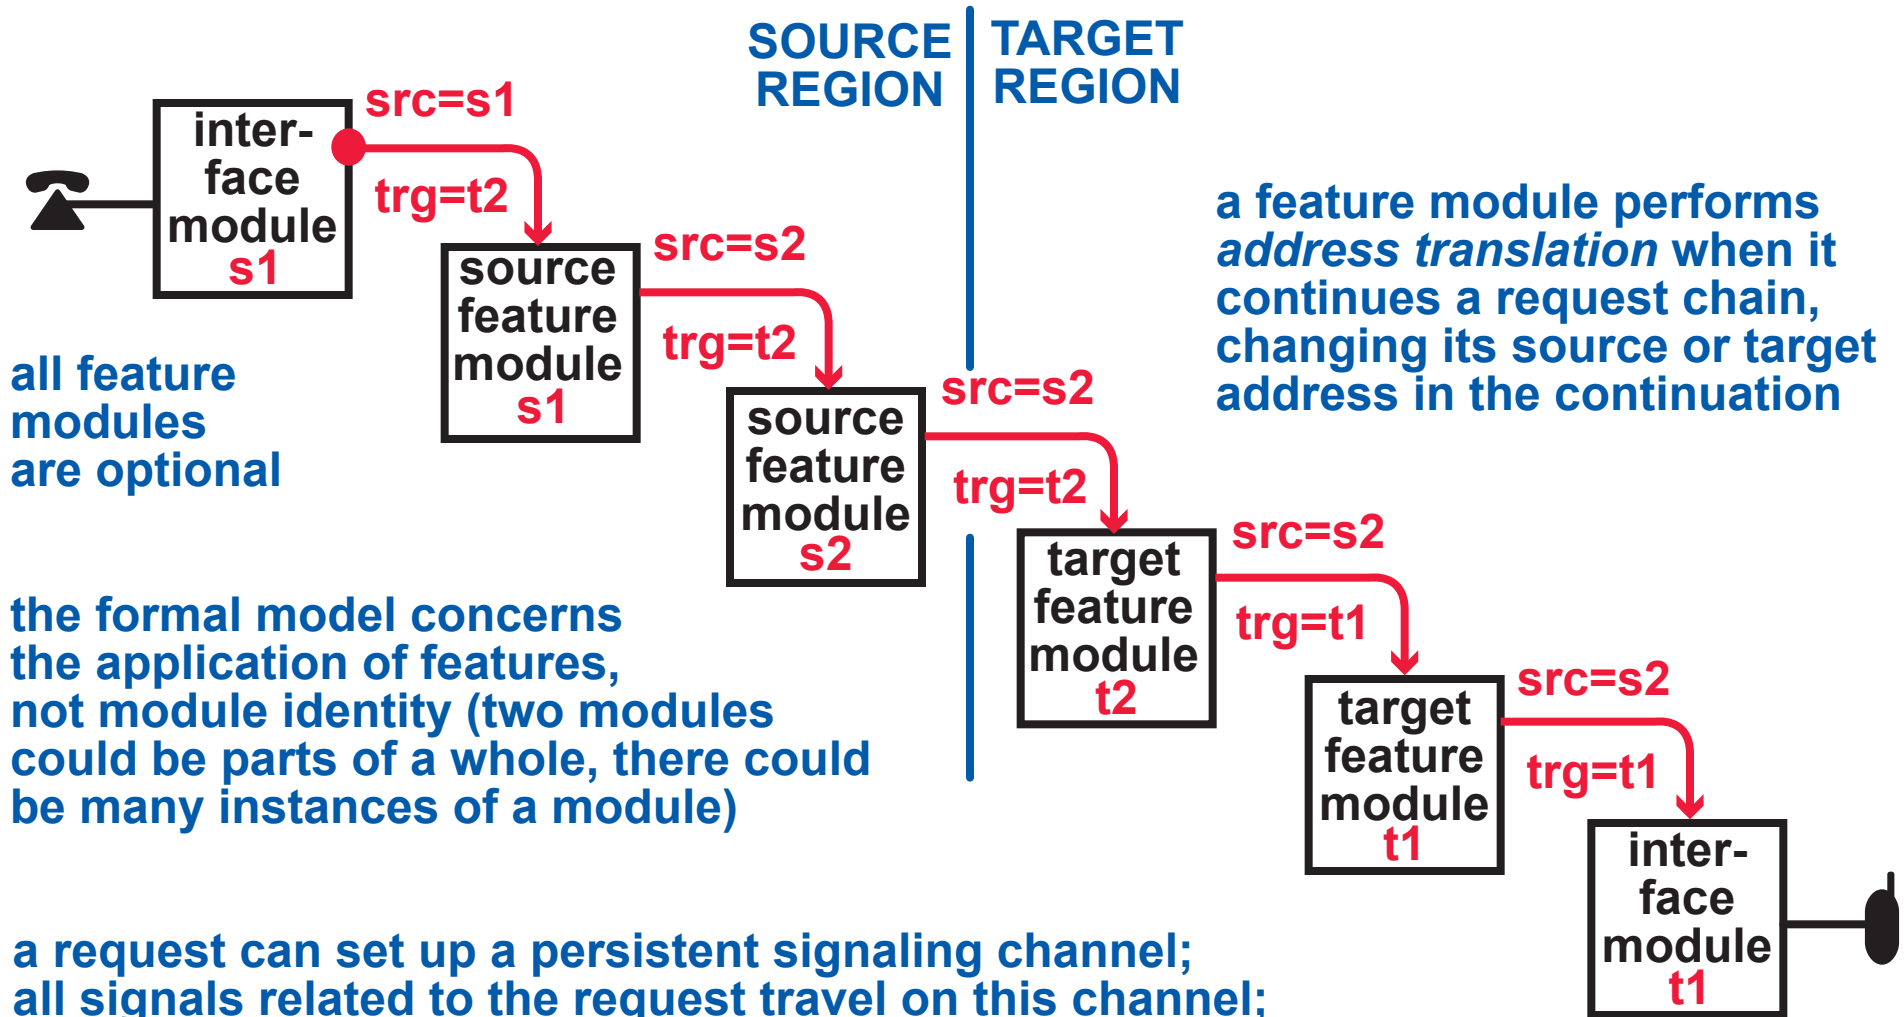 SOURCE
REGION
TARGET
REGION
inter-
face
module
s1
src=s1
trg=t2
source
feature
module
s1
src=s2
trg=t2
source
feature
module
s2
src=s2
trg=t2
target
feature
module
t2
src=s2
trg=t1
target
feature
module
t1
src=s2
trg=t1
inter-
face
module
t1
a feature module performs
address translation when it
continues a request chain,
changing its source or target
address in the continuation
all feature
modules
are optional
the formal model concerns
the application of features,
not module identity (two modules
could be parts of a whole, there could
be many instances of a module)
a request can set up a persistent signaling channel;
all signals related to the request travel on this channel;